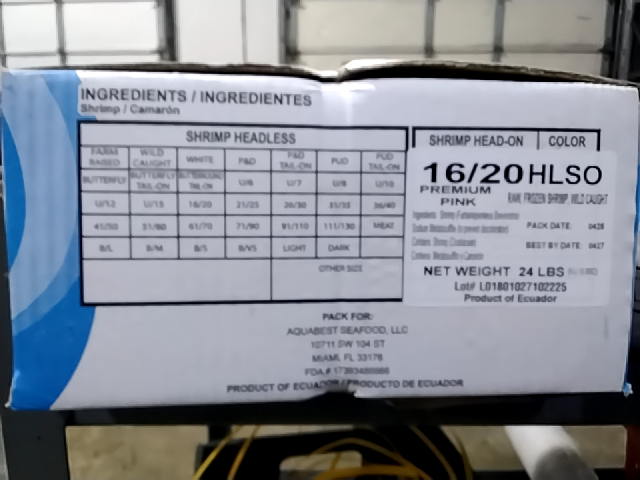 INGREDIENTS / INGREDIENTES
Shrimp / Camarón
SHRIMP HEADLESS
FARM RAISED WILD CAUGHT WHITE P&D P&D TAIL-ON PUD PUD TAIL-ON
BUTTERFLY BUTTERFLY TAIL-ON TAIL-ON U/6 U/7 U/8 U/10
U/12 U/15 16/20 21/25 26/30 31/35 36/40
41/50 51/60 61/70 71/90 91/110 111/130 MEAT
B/L B/M B/S B/VS LIGHT DARK
OTHER SIZE
SHRIMP HEAD-ON COLOR
16/20 HLSO
PREMIUM PINK
RAW, FROZEN SHRIMP, WILD CAUGHT
Ingredients: Shrimp
PACK DATE: 0426
BEST BY DATE: 0427
NET WEIGHT 24 LBS
Lot# L01801027102225
Product of Ecuador
PACK FOR:
AQUABEST SEAFOOD, LLC
10711 SW 104 ST
MIAMI, FL 33176
FDA #
PRODUCT OF ECUADOR / PRODUCTO DE ECUADOR